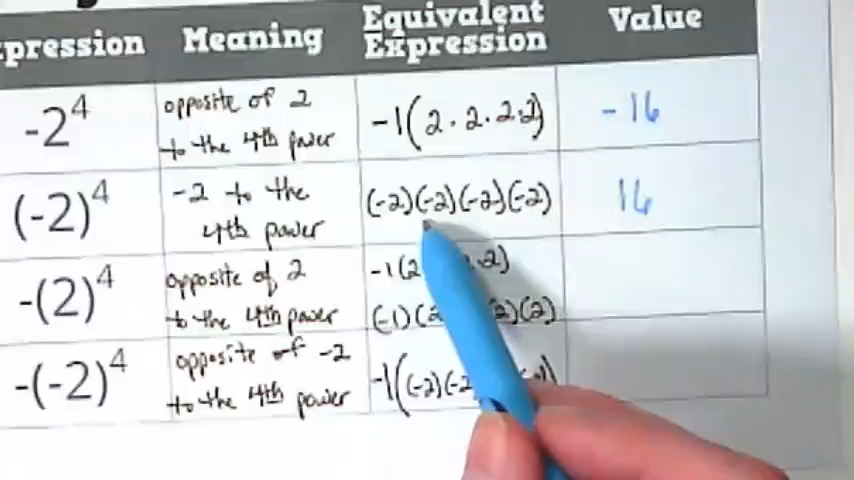 Equivalent
pression Meaning Expression Value
-2⁴ opposite of 2 to the 4th power -1(2·2·2·2) -16
(-2)⁴ -2 to the 4th power (-2)(-2)(-2)(-2) 16
-(2)⁴ opposite of 2 -1(2 2)
to the 4th power (-1)(2 2)(2)
-(-2)⁴ opposite of -2 to the 4th power -1((-2)(-2